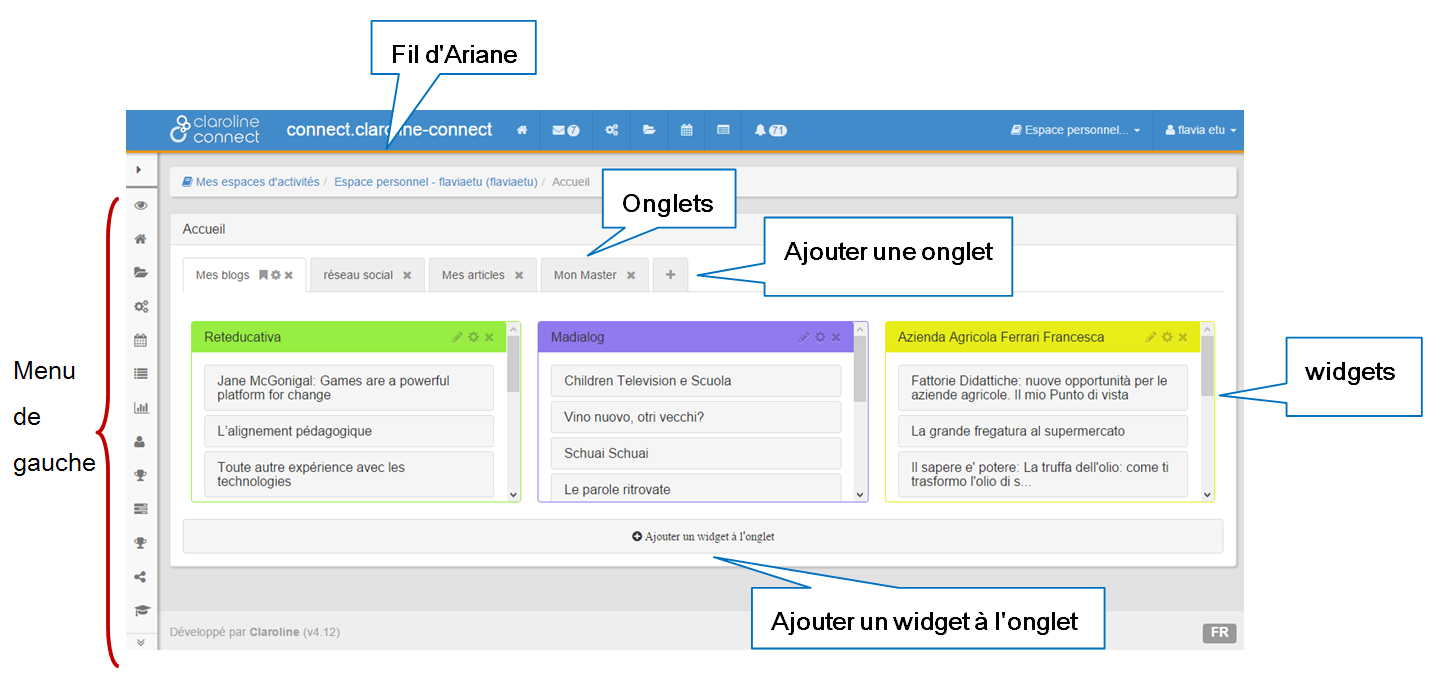 Fil d'Ariane
claroline
connect
connect.claroline-connect
7
71
Espace personnel...
flavia etu
Mes espaces d'activités / Espace personnel - flaviaetu (flaviaetu) / Accueil
Onglets
Accueil
Ajouter une onglet
Mes blogs
réseau social
Mes articles
Mon Master
Reteducativa
Jane McGonigal: Games are a powerful
platform for change
L'alignement pédagogique
Toute autre expérience avec les
technologies
Madialog
Children Television e Scuola
Vino nuovo, otri vecchi?
Schuai Schuai
Le parole ritrovate
Azienda Agricola Ferrari Francesca
Fattorie Didattiche: nuove opportunità per le
aziende agricole. Il mio Punto di vista
La grande fregatura al supermercato
Il sapere e' potere: La truffa dell'olio: come ti
trasformo l'olio di s...
widgets
Menu
de
gauche
Ajouter un widget à l'onglet
Ajouter un widget à l'onglet
Développé par Claroline (v4.12)
FR